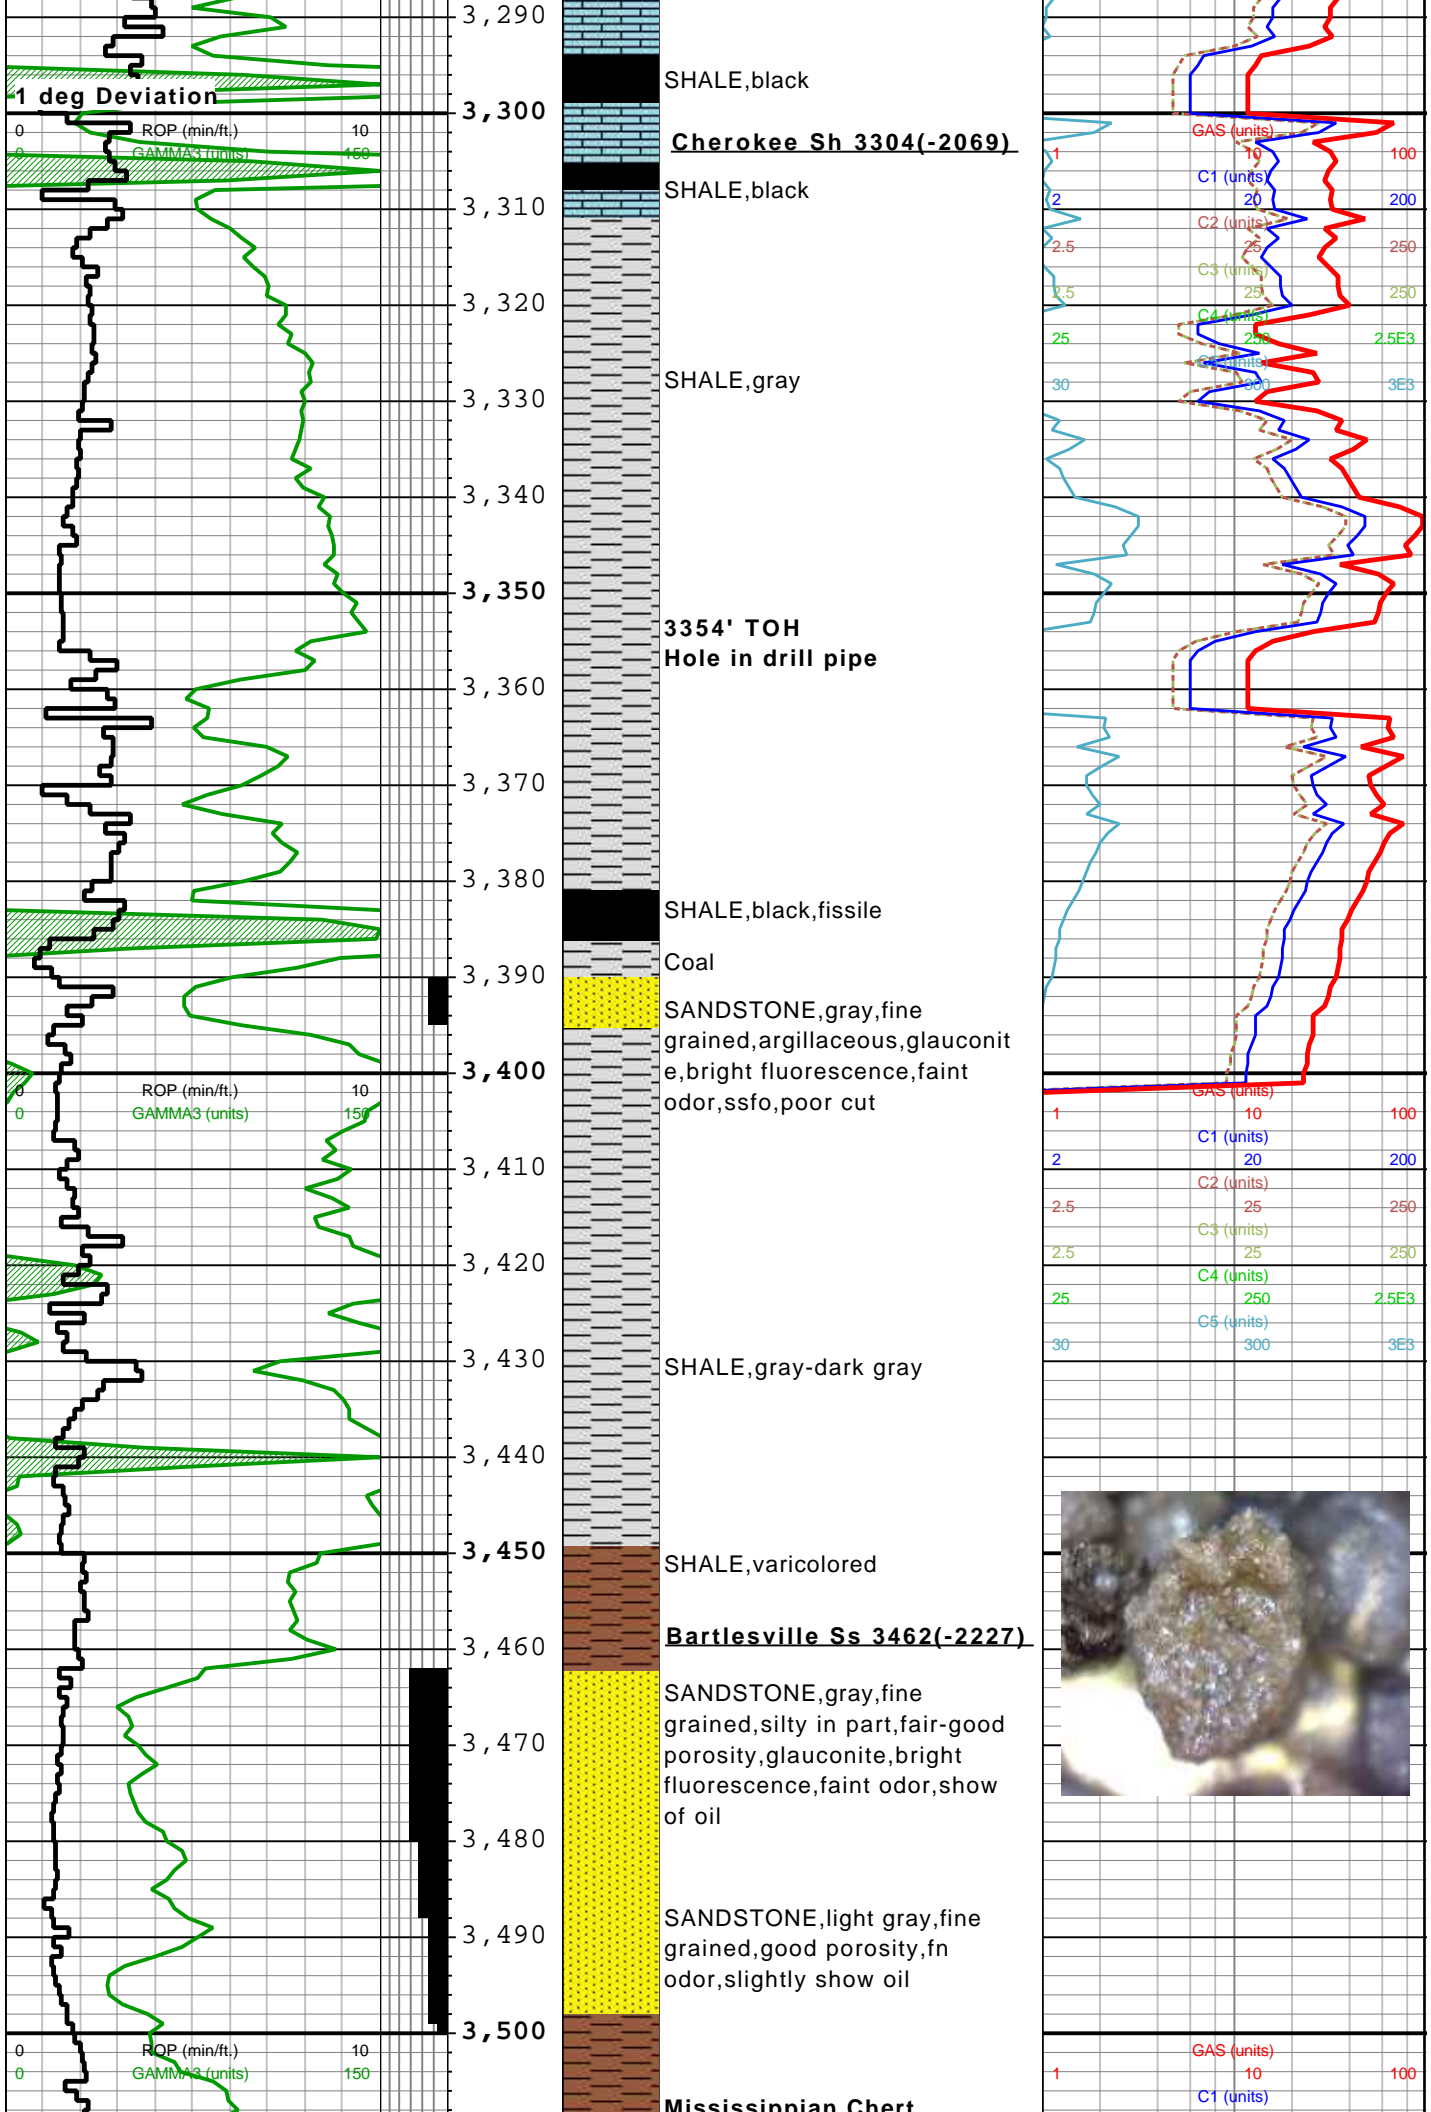 3,290
SHALE,black
1 deg Deviation
3,300
0 ROP (min/ft.) 10
0 GAMMA3 (units) 150
Cherokee Sh 3304(-2069)
GAS (units)
1 10 100
C1 (units)
2 20 200
C2 (units)
2.5 25 250
C3 (units)
2.5 25 250
C4 (units)
25 250 2.5E3
C5 (units)
30 300 3E3
SHALE,black
3,310
3,320
SHALE,gray
3,330
3,340
3,350
3354' TOH
Hole in drill pipe
3,360
3,370
3,380
SHALE,black,fissile
Coal
3,390
SANDSTONE,gray,fine
grained,argillaceous,glauconit
e,bright fluorescence,faint
odor,ssfo,poor cut
3,400
0 ROP (min/ft.) 10
0 GAMMA3 (units) 150
GAS (units)
1 10 100
C1 (units)
2 20 200
C2 (units)
2.5 25 250
C3 (units)
2.5 25 250
C4 (units)
25 250 2.5E3
C5 (units)
30 300 3E3
3,410
3,420
3,430
SHALE,gray-dark gray
3,440
3,450
SHALE,varicolored
3,460
Bartlesville Ss 3462(-2227)
SANDSTONE,gray,fine
grained,silty in part,fair-good
porosity,glauconite,bright
fluorescence,faint odor,show
of oil
3,470
3,480
3,490
SANDSTONE,light gray,fine
grained,good porosity,fn
odor,slightly show oil
3,500
0 ROP (min/ft.) 10
0 GAMMA3 (units) 150
GAS (units)
1 10 100
C1 (units)
Mississippian Chert